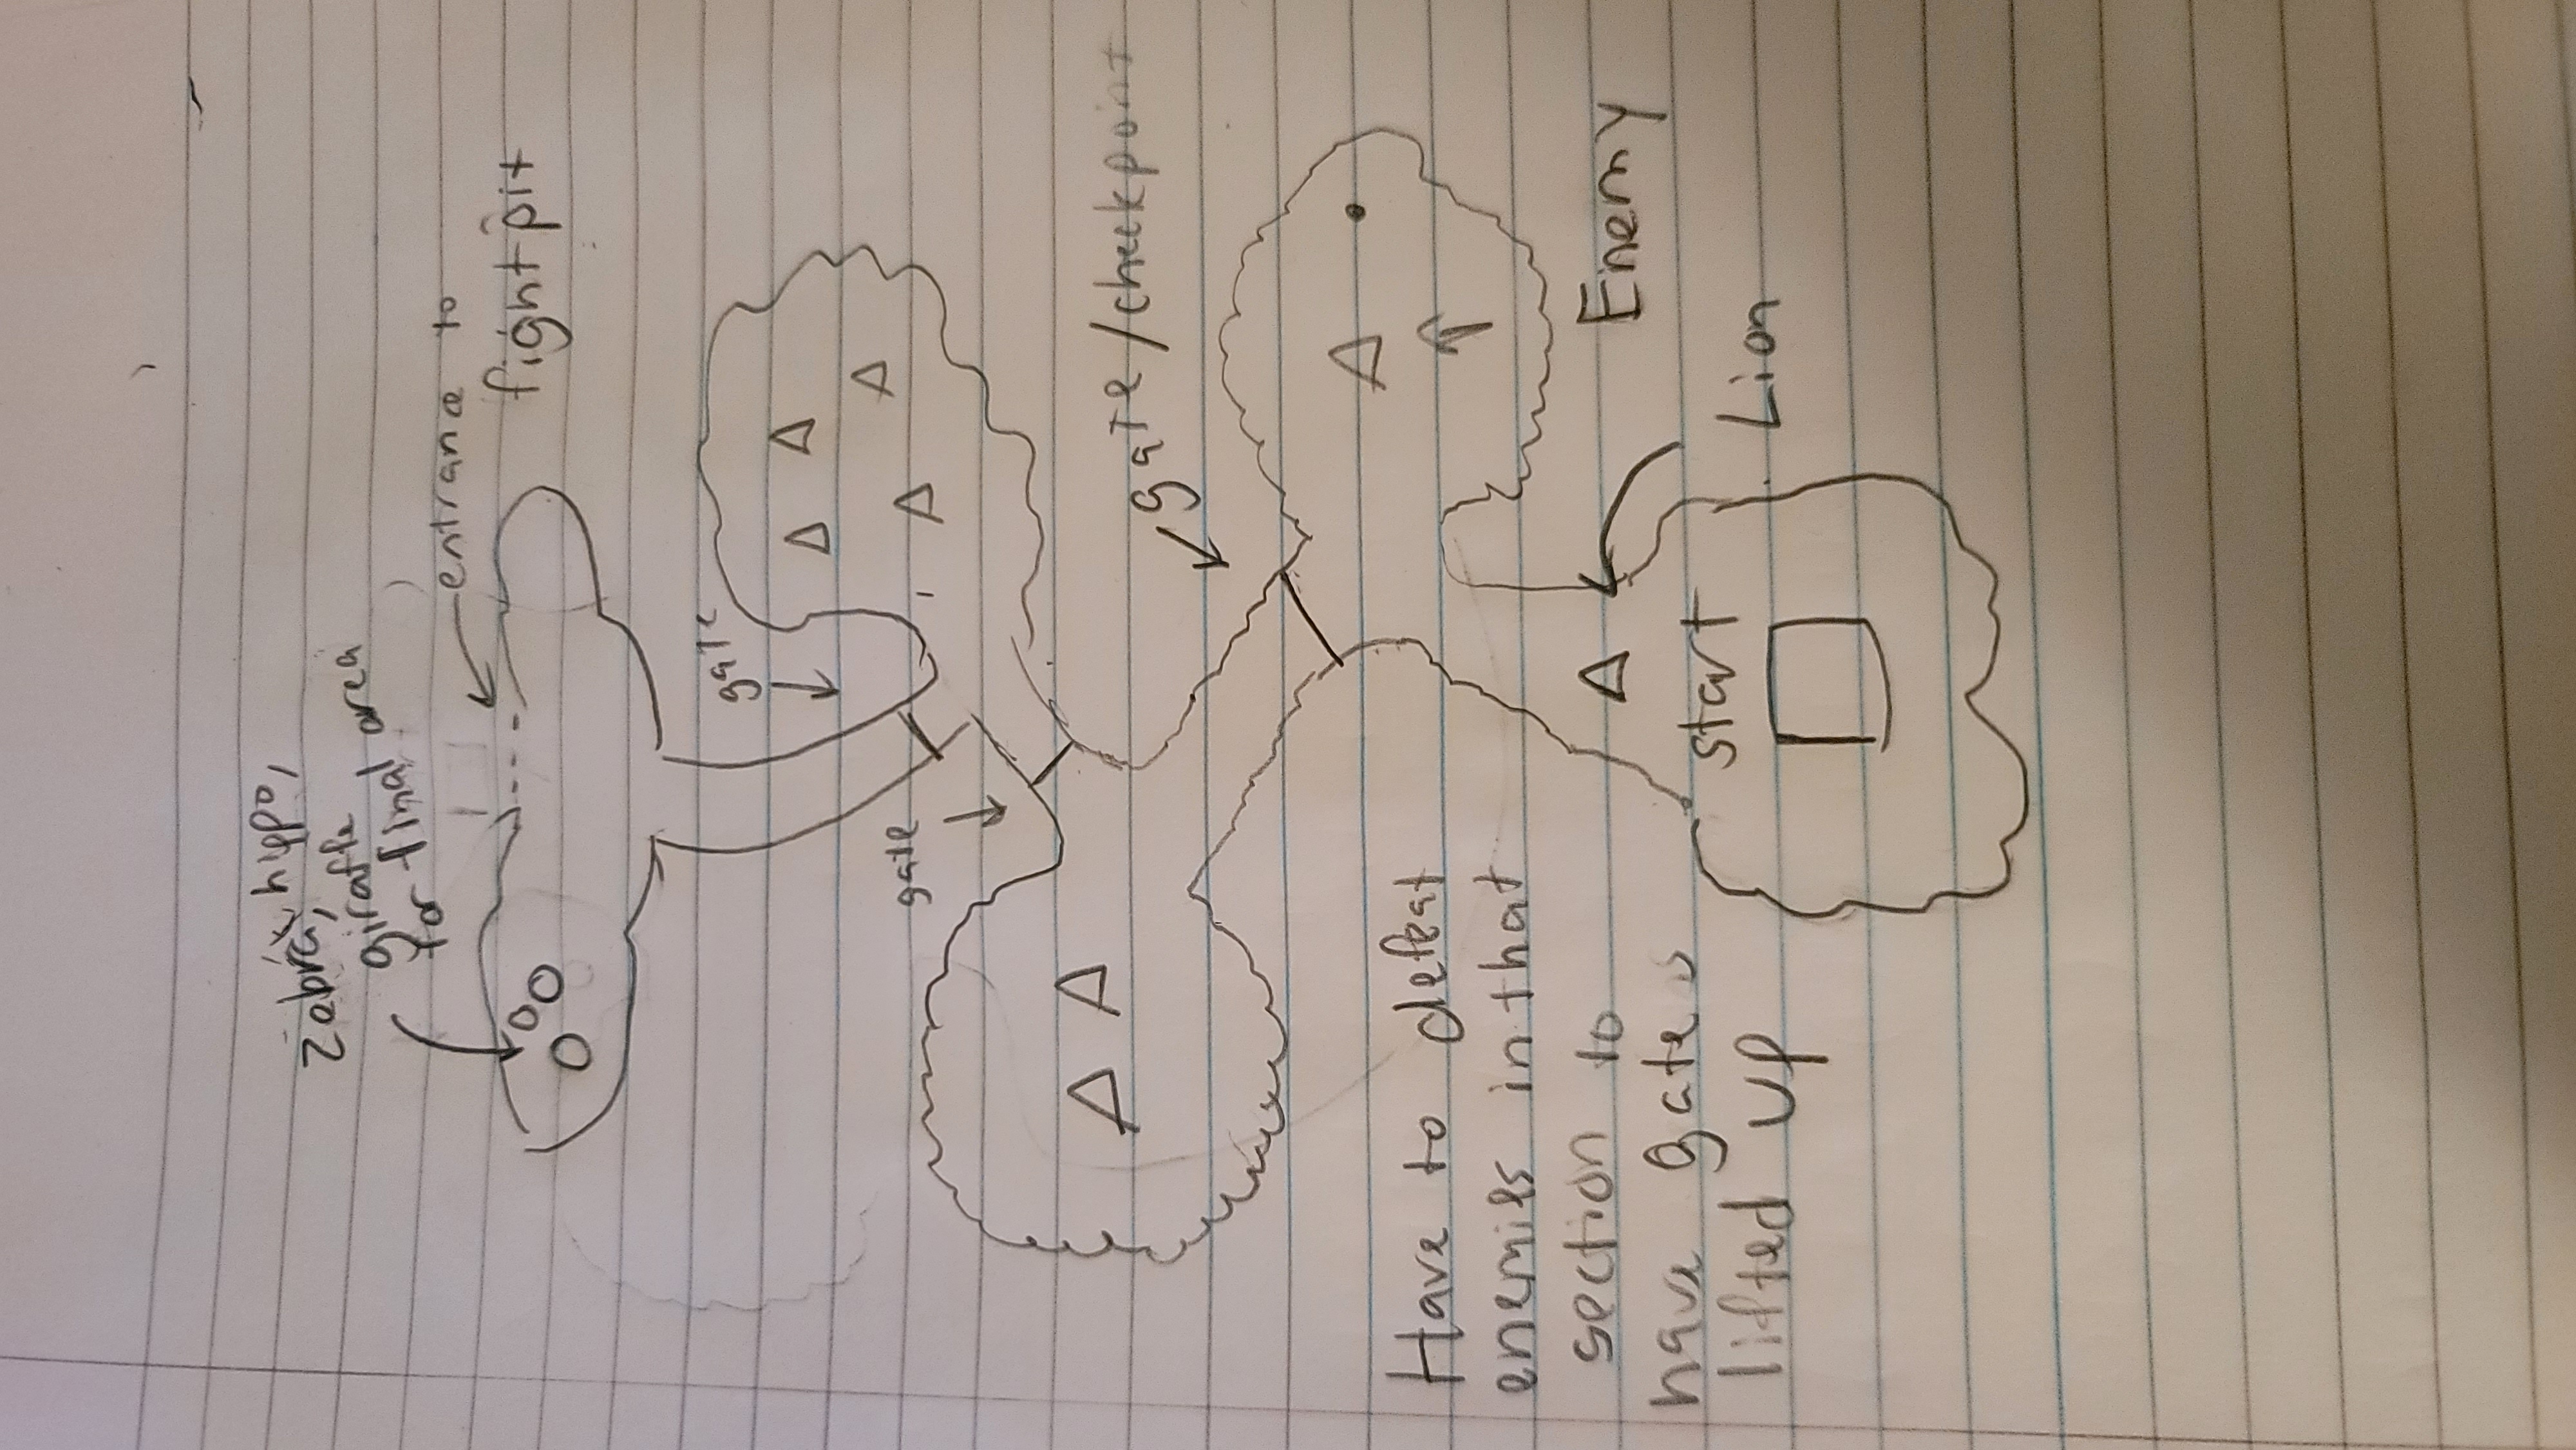 Zebra, hippo,
giraffe
for final area
entrance to
fight pit
gate
gate
gate/checkpoint
Have to defeat
enemies in that
section to
have gates
lifted up
Enemy
start
Lion